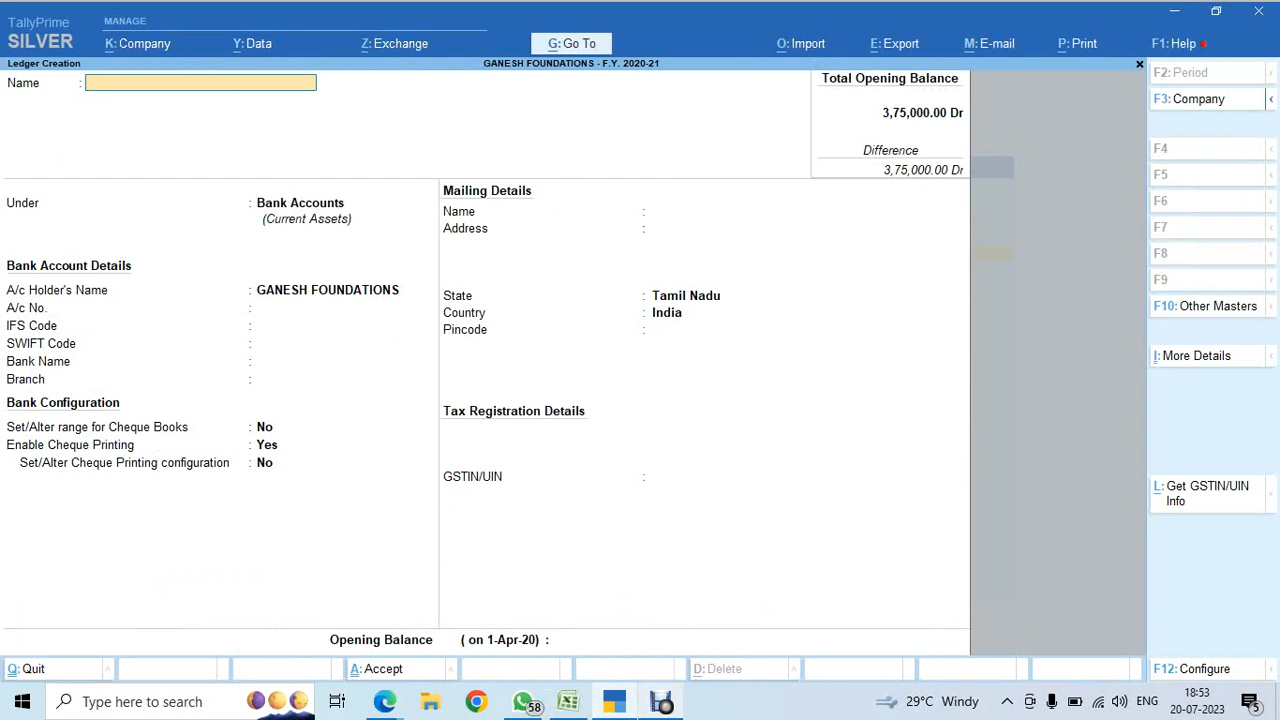 TallyPrime
MANAGE
SILVER
K: Company
Y: Data
Z: Exchange
G: Go To
O: Import
E: Export
M: E-mail
P: Print
F1: Help
Ledger Creation
GANESH FOUNDATIONS - F.Y. 2020-21
Name :
Total Opening Balance
3,75,000.00 Dr
Difference
3,75,000.00 Dr
Under : Bank Accounts
(Current Assets)
Bank Account Details
A/c Holder's Name : GANESH FOUNDATIONS
A/c No. :
IFS Code :
SWIFT Code :
Bank Name :
Branch :
Bank Configuration
Set/Alter range for Cheque Books : No
Enable Cheque Printing : Yes
Set/Alter Cheque Printing configuration : No
Mailing Details
Name :
Address :
State : Tamil Nadu
Country : India
Pincode :
Tax Registration Details
GSTIN/UIN :
Opening Balance ( on 1-Apr-20) :
F2: Period
F3: Company
F4
F5
F6
F7
F8
F9
F10: Other Masters
I: More Details
L: Get GSTIN/UIN
Info
Q: Quit
A: Accept
D: Delete
F12: Configure
Type here to search
58
29°C Windy
ENG
18:53
20-07-2023
5